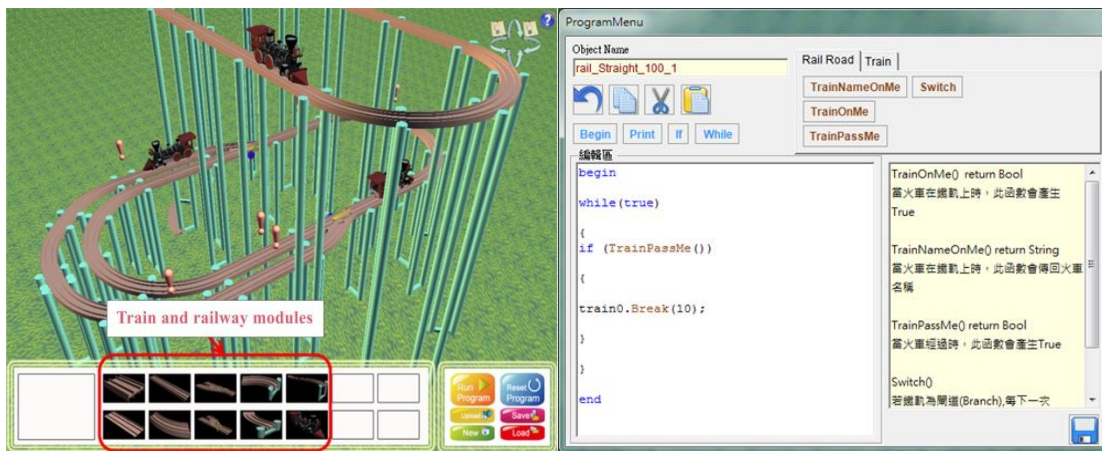 ?
Train and railway modules
Run Program
Reset Program
Upload
Save
New
Load
ProgramMenu
Object Name
rail_Straight_100_1
Rail Road
Train
TrainNameOnMe
Switch
TrainOnMe
TrainPassMe
Begin
Print
If
While
編輯區
begin
while(true)
{
if (TrainPassMe())
{
train0.Break(10);
}
}
end
TrainOnMe() return Bool
當火車在鐵軌上時，此函數會產生
True
TrainNameOnMe() return String
當火車在鐵軌上時，此函數會傳回火車
名稱
TrainPassMe() return Bool
當火車經過時，此函數會產生True
Switch()
若鐵軌為閘道(Branch),每下一次